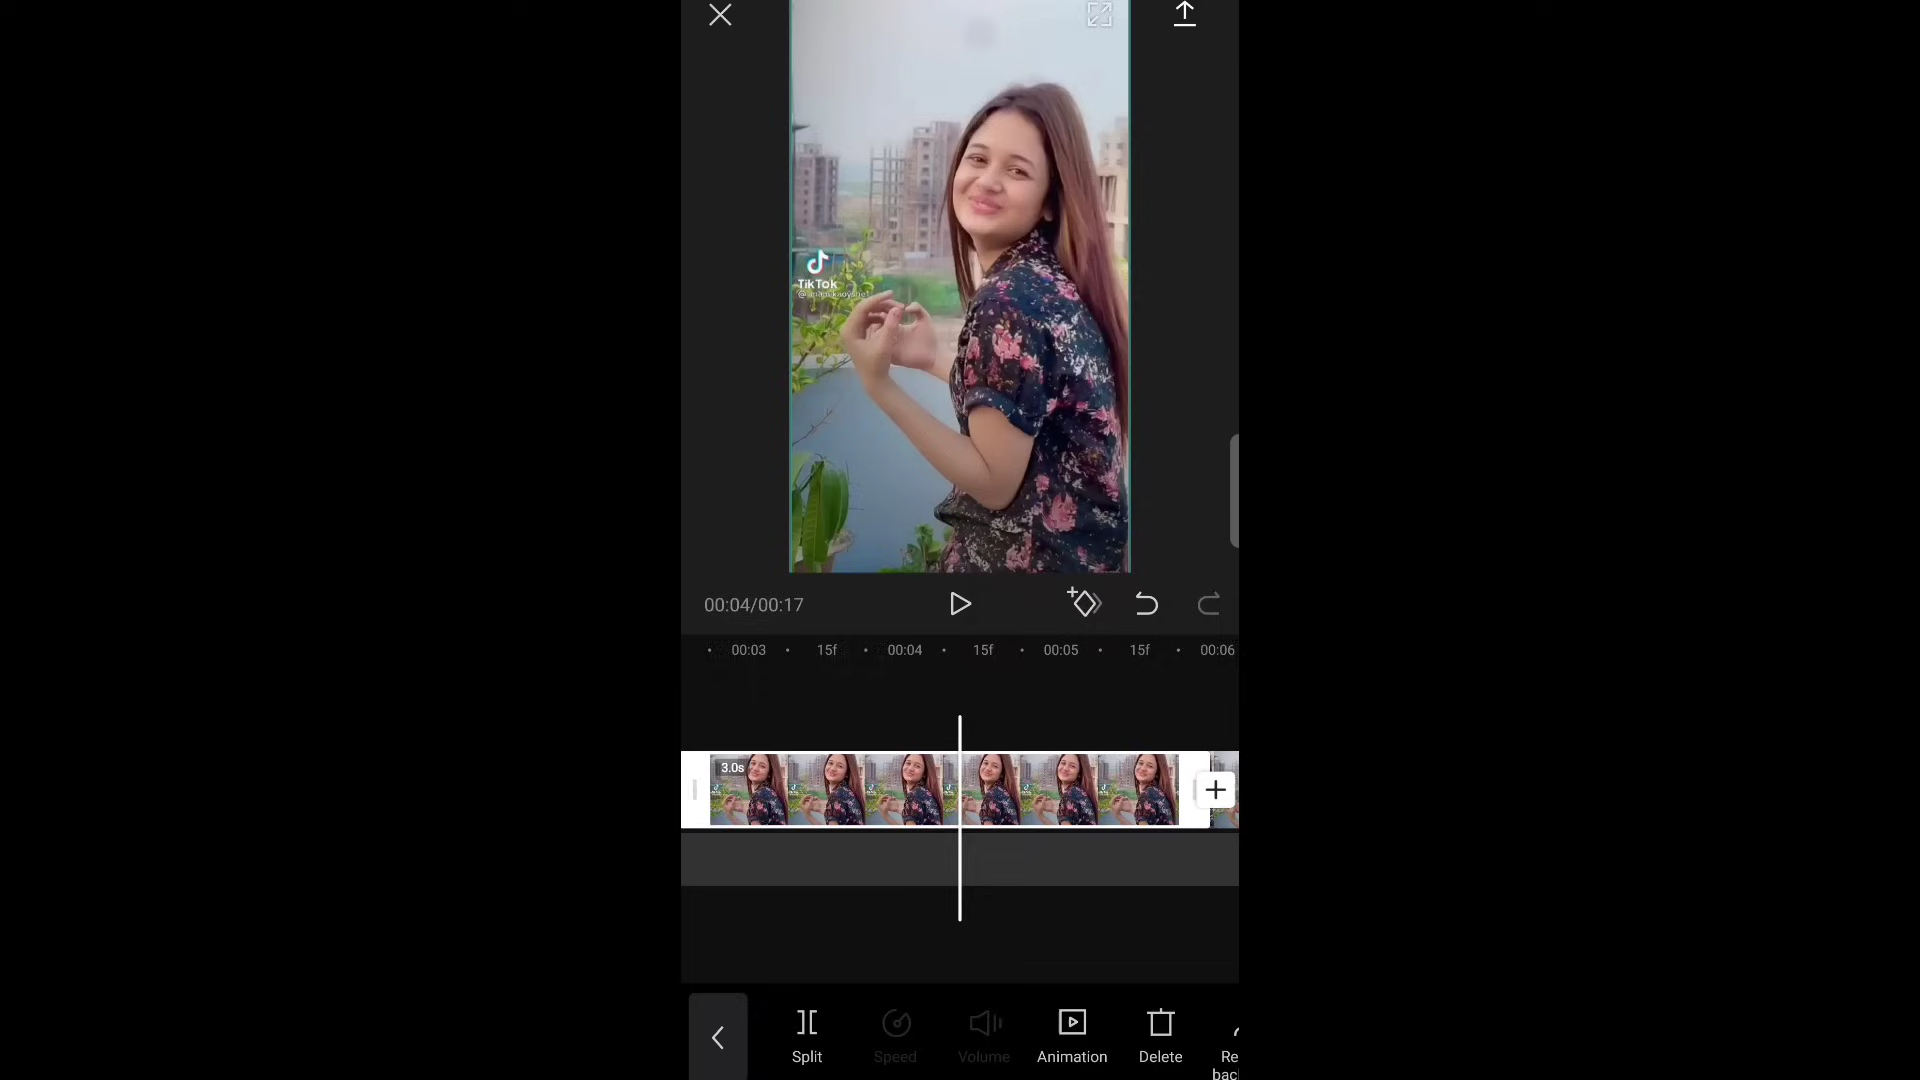 TikTok
00:04/00:17
00:03 15f 00:04 15f 00:05 15f 00:06
3.0s
Split Speed Volume Animation Delete Re
bac